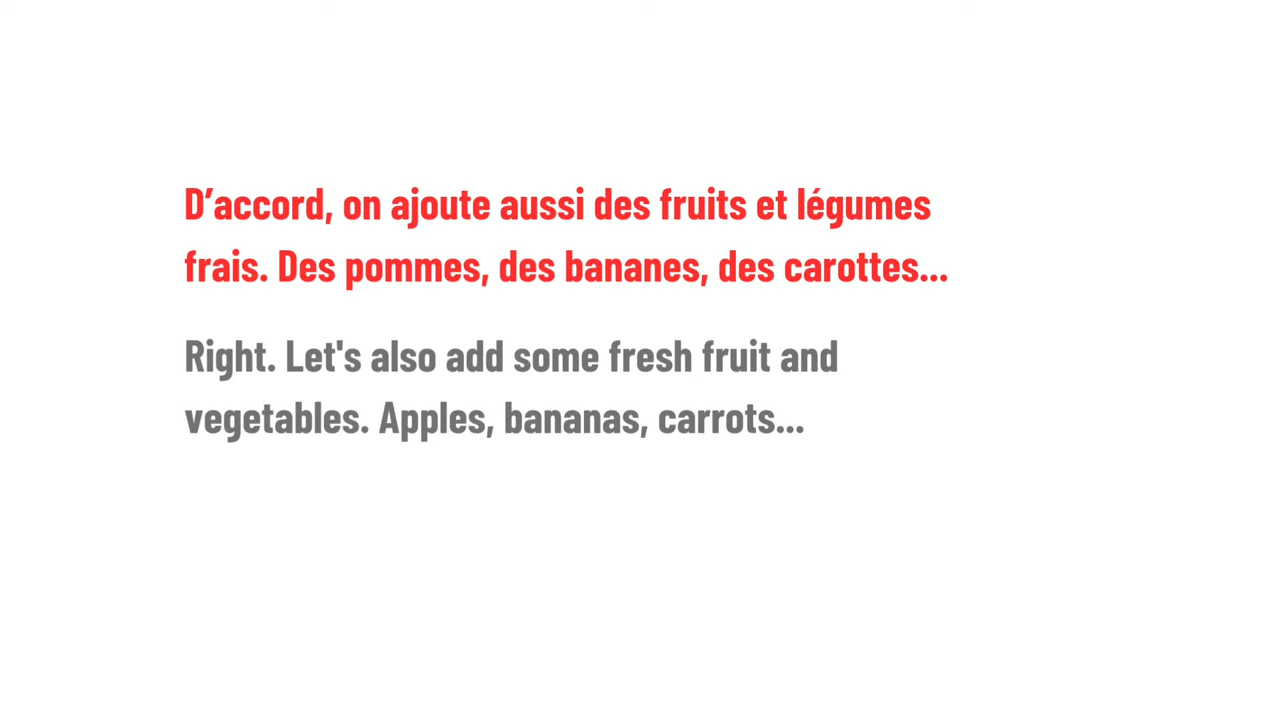 D’accord, on ajoute aussi des fruits et légumes
frais. Des pommes, des bananes, des carottes...
Right. Let's also add some fresh fruit and
vegetables. Apples, bananas, carrots...